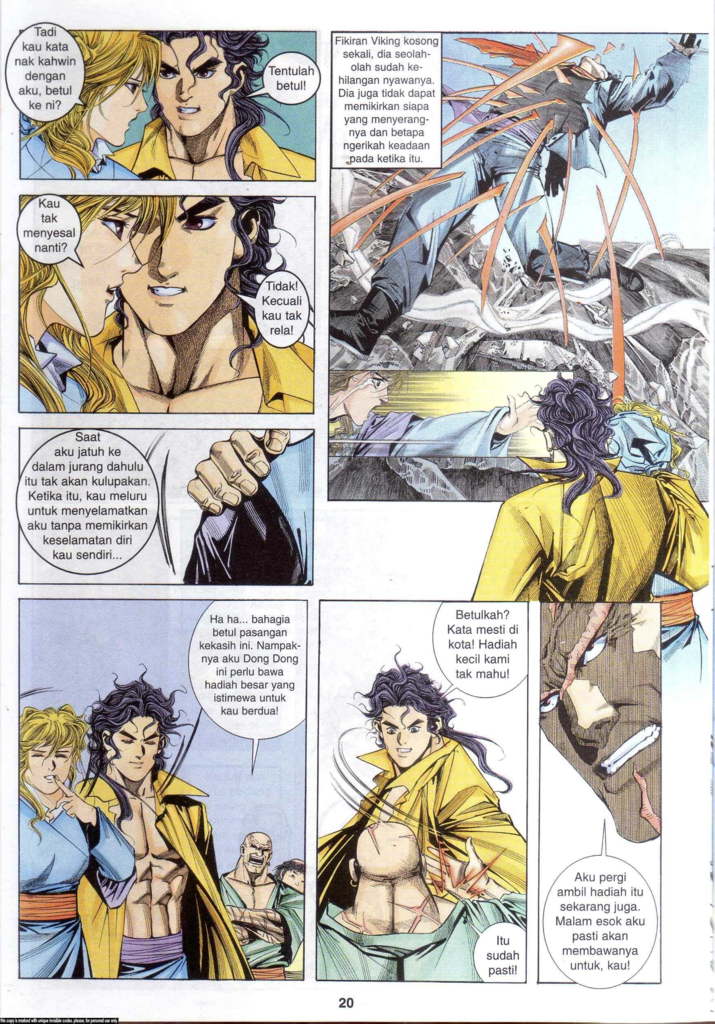 Tadi
kau kata
nak kahwin
dengan
aku, betul
ke ni?
Tentulah
betul!
Kau
tak
menyesal
nanti?
Tidak!
Kecuali
kau tak
rela!
Saat
aku jatuh ke
dalam jurang dahulu
itu tak akan kulupakan.
Ketika itu, kau meluru
untuk menyelamatkan
aku tanpa memikirkan
keselamatan diri
kau sendiri...
Fikiran Viking kosong
sekali, dia seolah-
olah sudah ke-
hilangan nyawanya.
Dia juga tidak dapat
memikirkan siapa
yang menyerang-
nya dan betapa
ngerikah keadaan
pada ketika itu.
Ha ha... bahagia
betul pasangan
kekasih ini. Nampak-
nya aku Dong Dong
ini perlu bawa
hadiah besar yang
istimewa untuk
kau berdua!
Betulkah?
Kata mesti di
kota! Hadiah
kecil kami
tak mahu!
Itu
sudah
pasti!
Aku pergi
ambil hadiah itu
sekarang juga.
Malam esok aku
pasti akan
membawanya
untuk, kau!
20